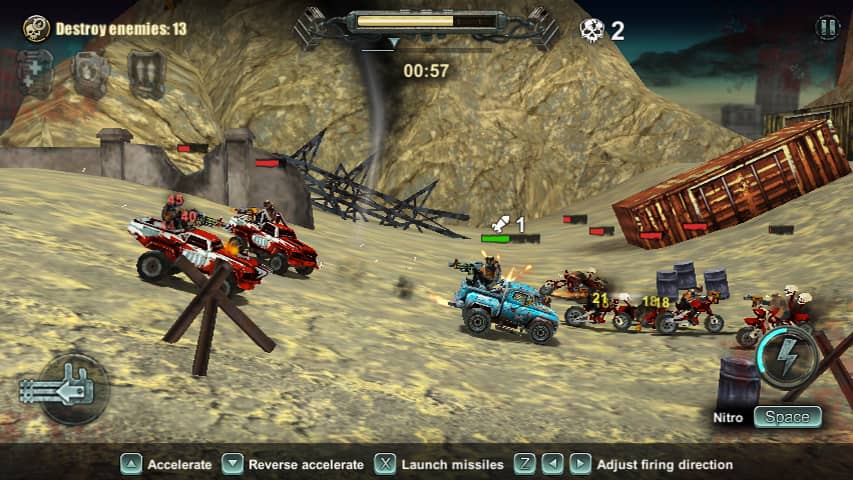 Destroy enemies: 13
2
00:57
45
40
1
21
18
18
Nitro
Space
Accelerate
Reverse accelerate
X Launch missiles
Z Adjust firing direction